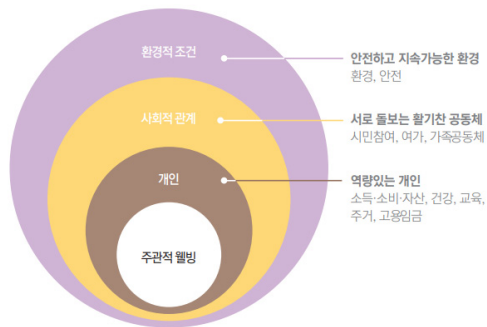 환경적 조건
안전하고 지속가능한 환경
환경, 안전
사회적 관계
서로 돌보는 활기찬 공동체
시민참여, 여가, 가족공동체
개인
역량있는 개인
소득·소비·자산, 건강, 교육,
주거, 고용임금
주관적 웰빙